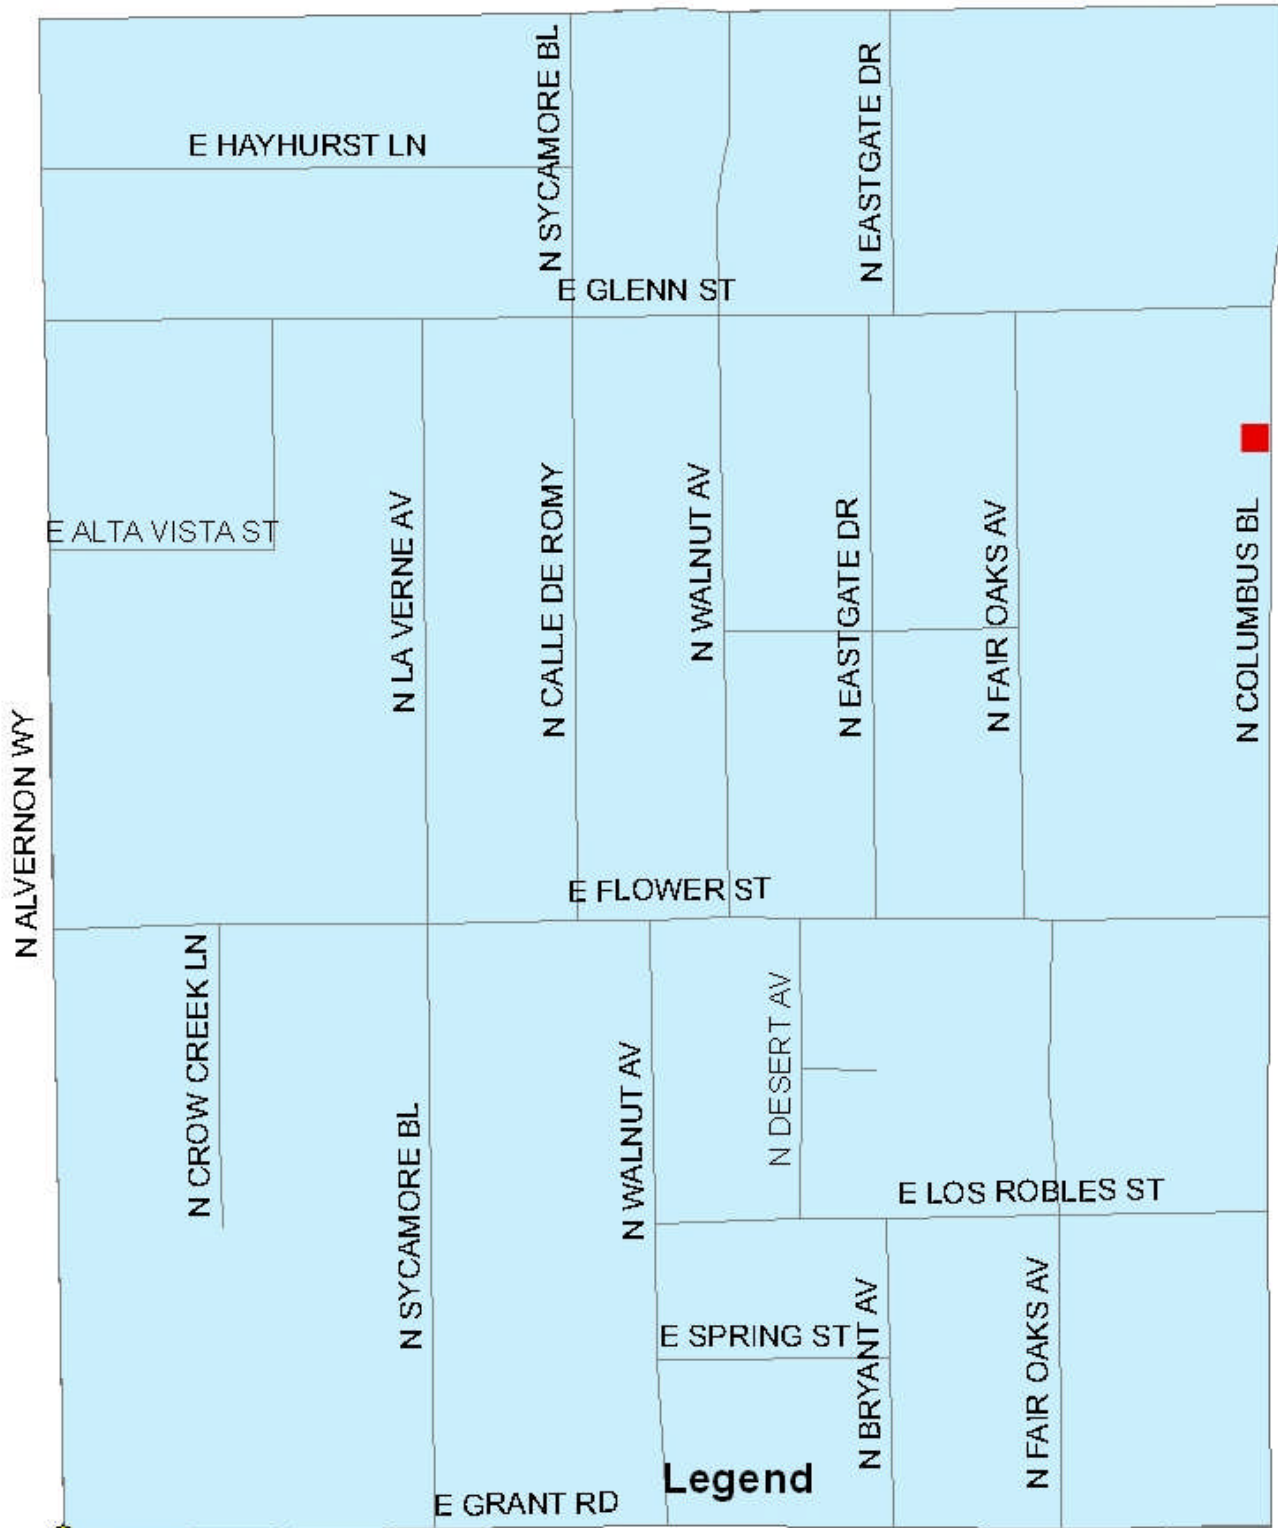 N SYCAMORE BL
N EASTGATE DR
E HAYHURST LN
E GLENN ST
E ALTA VISTA ST
N LA VERNE AV
N CALLE DE ROMY
N WALNUT AV
N EASTGATE DR
N FAIR OAKS AV
N COLUMBUS BL
N ALVERNON WY
E FLOWER ST
N CROW CREEK LN
N SYCAMORE BL
N WALNUT AV
N DESERT AV
E LOS ROBLES ST
E SPRING ST
N BRYANT AV
N FAIR OAKS AV
Legend
E GRANT RD